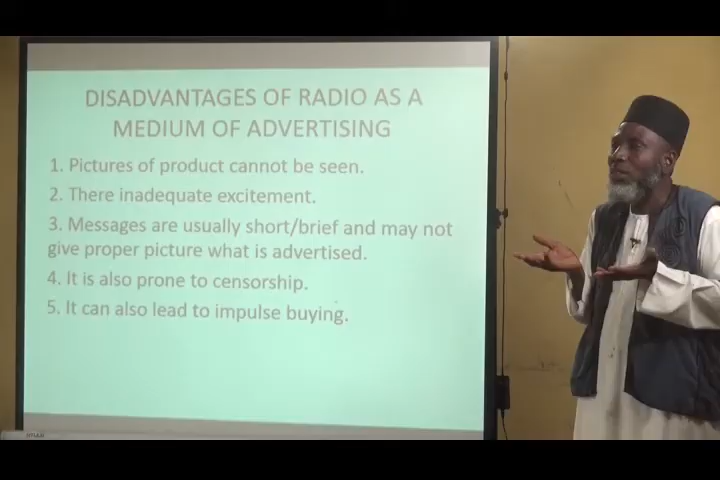 DISADVANTAGES OF RADIO AS A
MEDIUM OF ADVERTISING
1. Pictures of product cannot be seen.
2. There inadequate excitement.
3. Messages are usually short/brief and may not
give proper picture what is advertised.
4. It is also prone to censorship.
5. It can also lead to impulse buying.